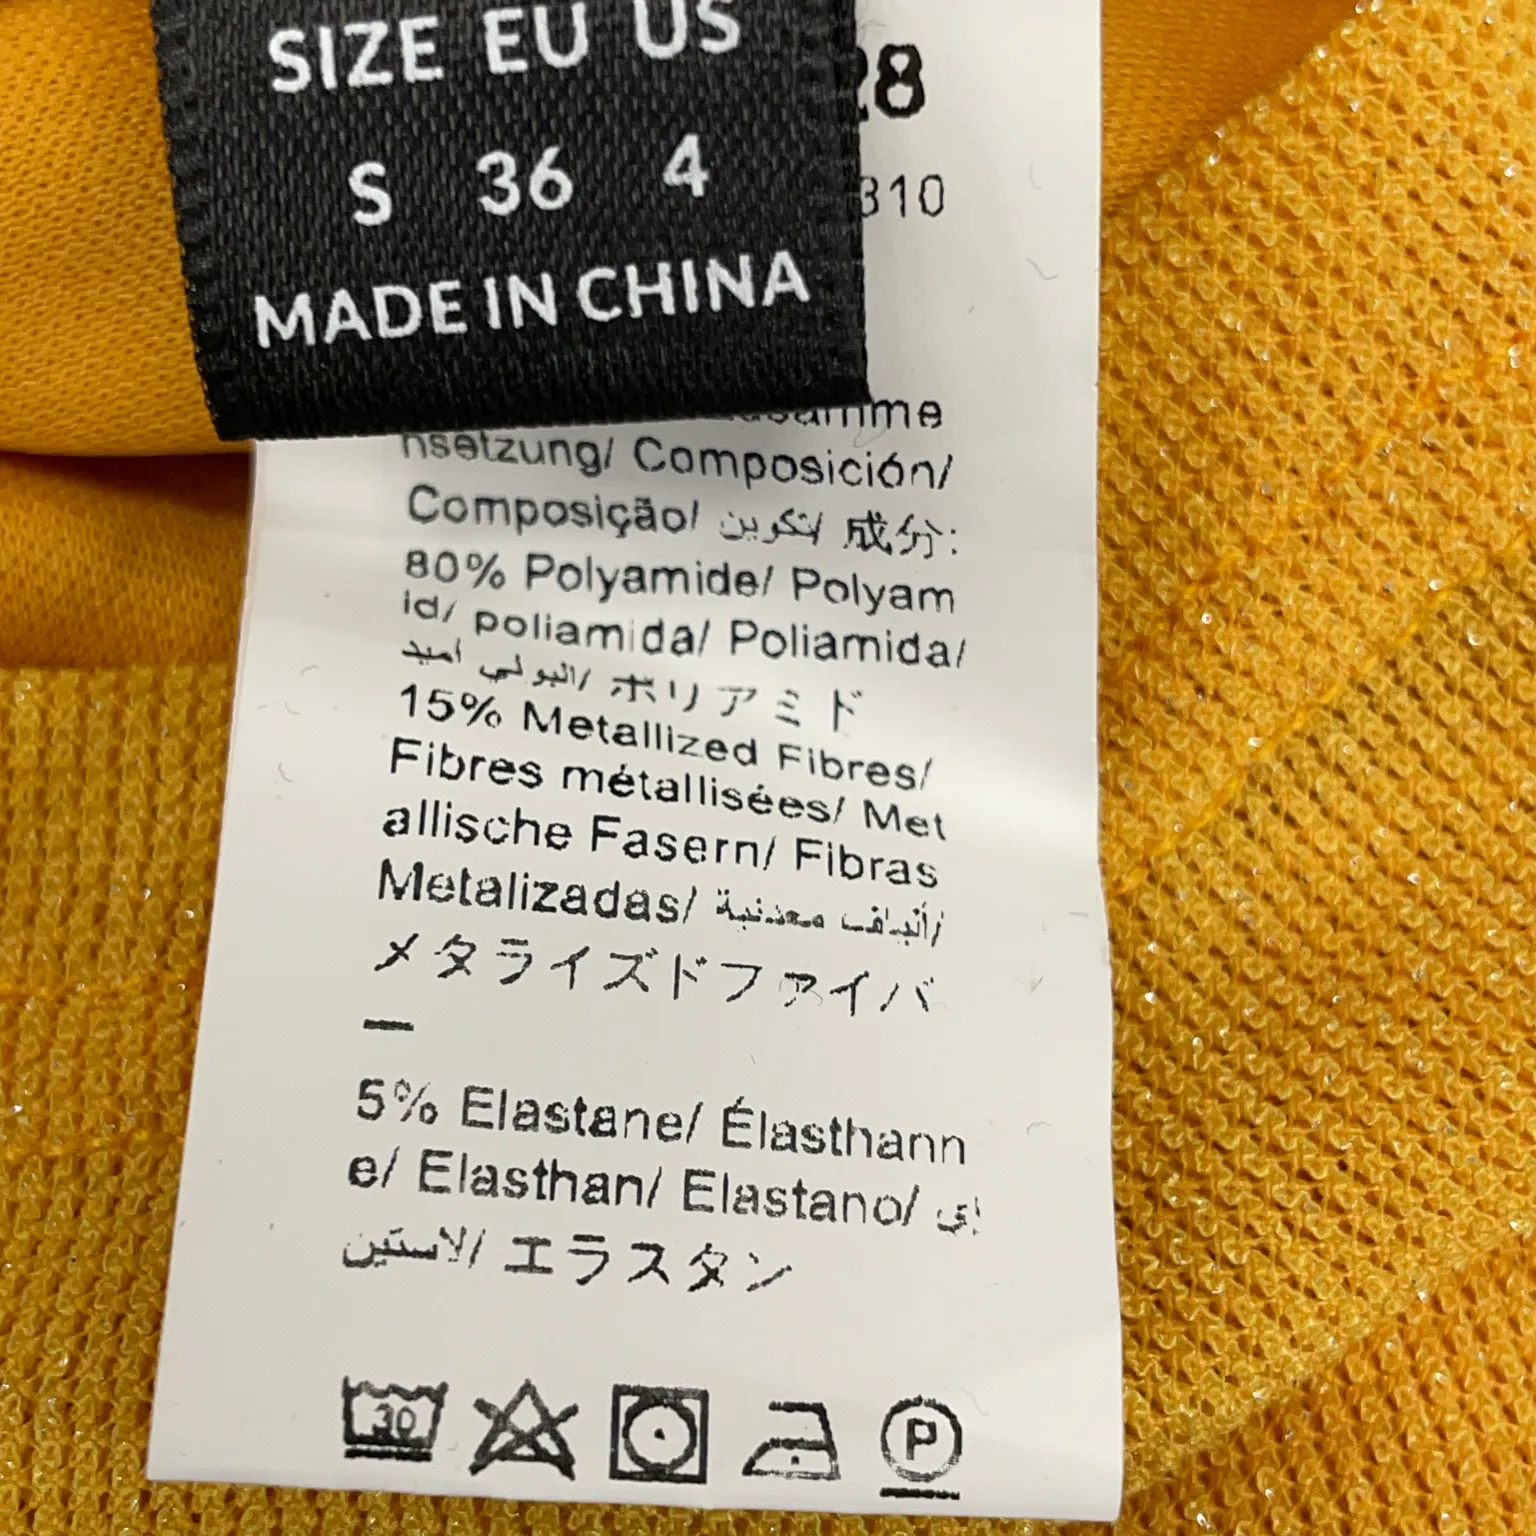 SIZE EU US
S 36 4
MADE IN CHINA
28
310
nsetzung/ Composición/
Composição/ تكوين/ 成分:
80% Polyamide/ Polyam
id/ poliamida/ Poliamida/
البولي أميد/ ポリアミド
15% Metallized Fibres/
Fibres métallisées/ Met
allische Fasern/ Fibras
Metalizadas/ ألياف معدنية/
メタライズドファイバ
ー
5% Elastane/ Élasthann
e/ Elasthan/ Elastano/
الاستين/ エラスタン
30
P